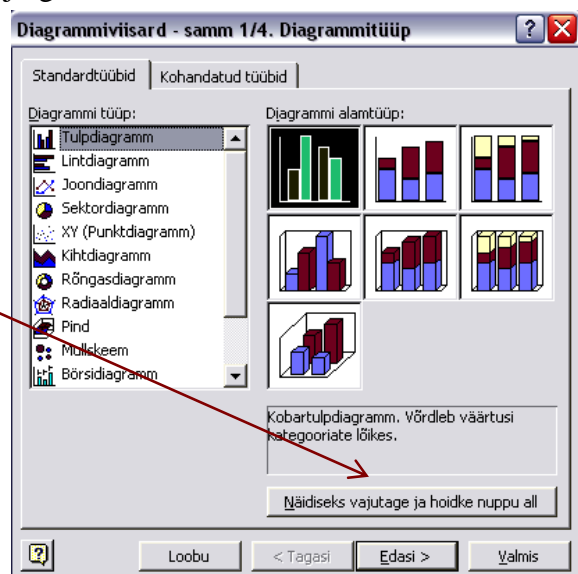 Diagrammiviisard - samm 1/4. Diagrammitüüp
Standardtüübid
Kohandatud tüübid
Diagrammi tüüp:
Tulpdiagramm
Lintdiagramm
Joondiagramm
Sektordiagramm
XY (Punktdiagramm)
Kihtdiagramm
Rõngasdiagramm
Radiaaldiagramm
Pind
Mullskeem
Börsidiagramm
Diagrammi alamtüüp:
Kobartulpdiagramm. Võrdleb väärtusi
kategooriate lõikes.
Näidiseks vajutage ja hoidke nuppu all
Loobu
< Tagasi
Edasi >
Valmis